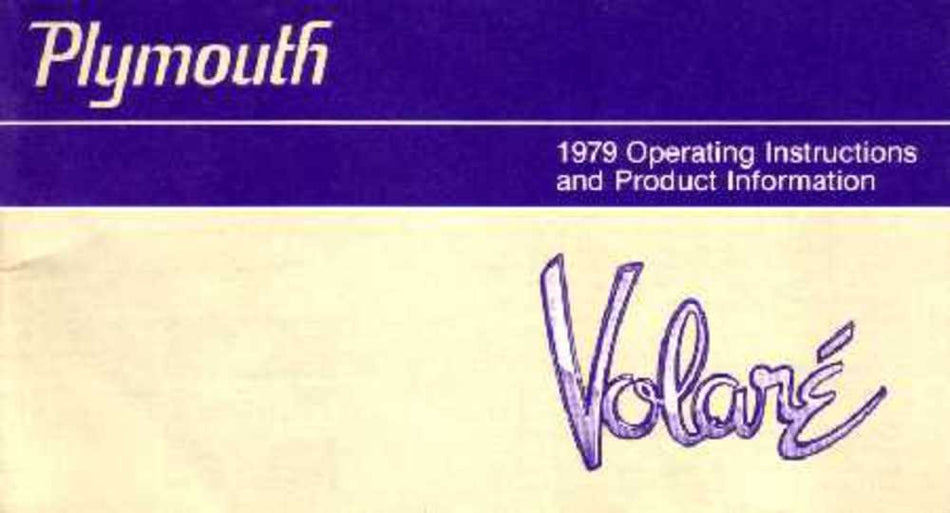 Plymouth
1979 Operating Instructions
and Product Information
Volaré